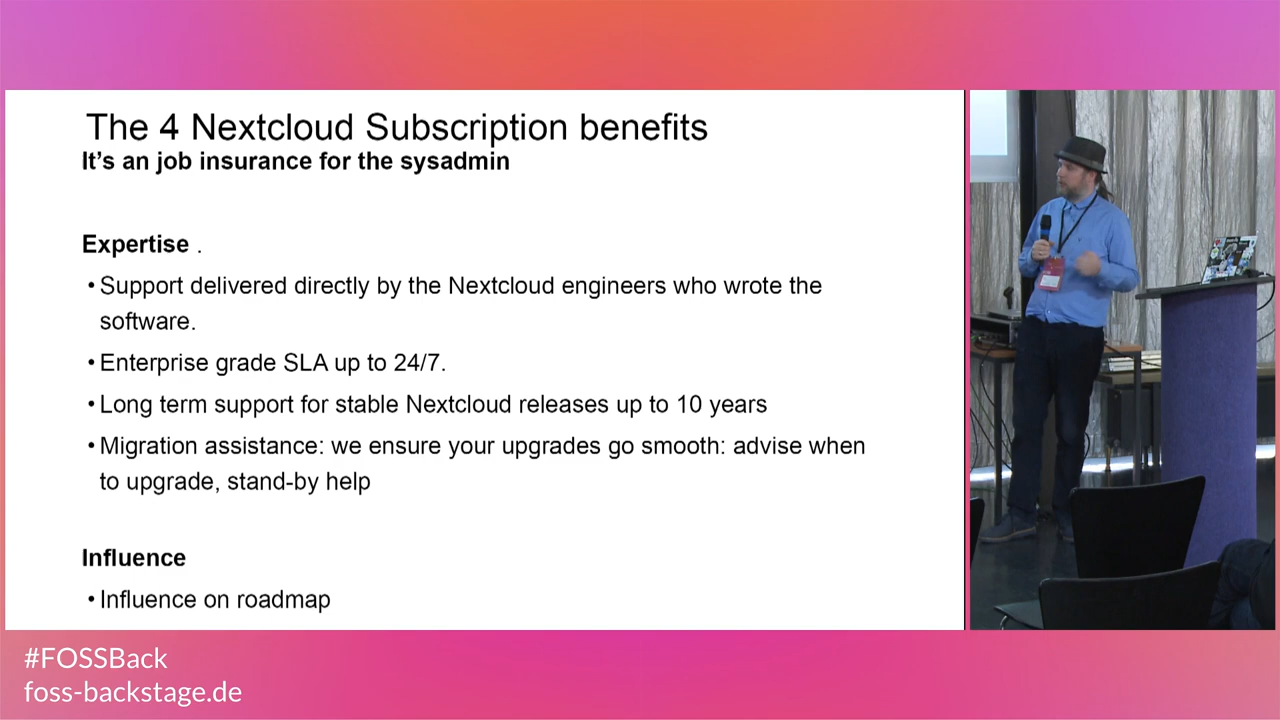 The 4 Nextcloud Subscription benefits
It’s an job insurance for the sysadmin
Expertise .
• Support delivered directly by the Nextcloud engineers who wrote the
software.
• Enterprise grade SLA up to 24/7.
• Long term support for stable Nextcloud releases up to 10 years
• Migration assistance: we ensure your upgrades go smooth: advise when
to upgrade, stand-by help
Influence
• Influence on roadmap
#FOSSBack
foss-backstage.de